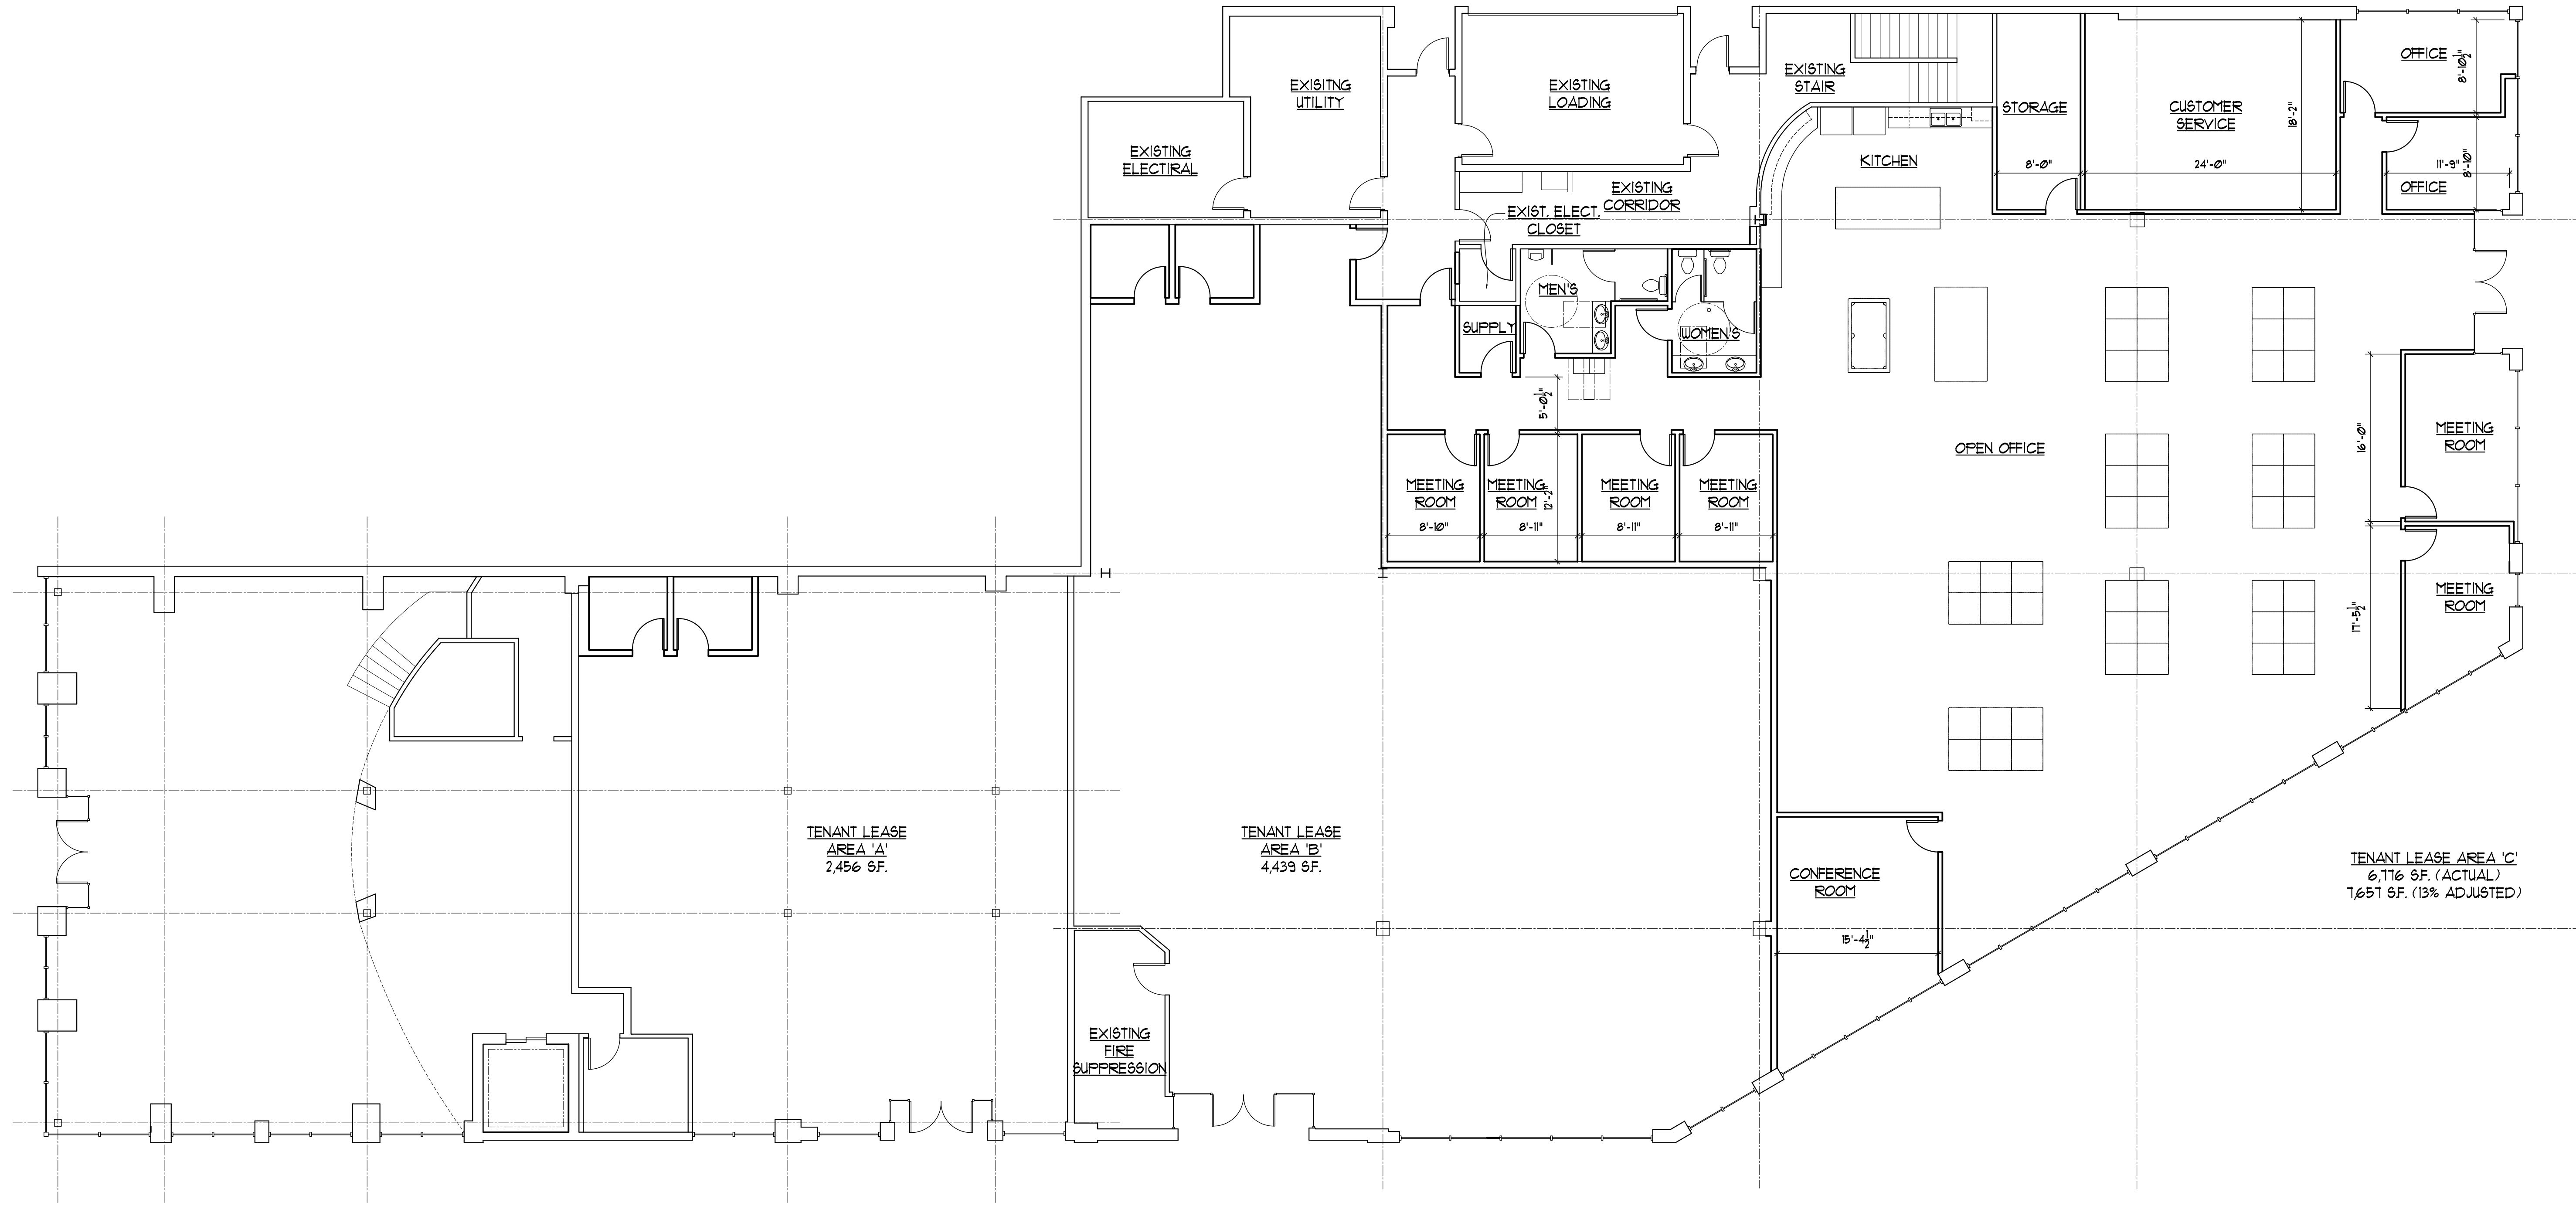 EXISITNG
UTILITY
EXISTING
LOADING
EXISTING
STAIR
STORAGE
8'-0"
CUSTOMER
SERVICE
18'-2"
24'-0"
OFFICE
8'-10½"
11'-9"
8'-10"
OFFICE
EXISTING
ELECTIRAL
KITCHEN
EXISTING
CORRIDOR
EXIST. ELECT.
CLOSET
MEN'S
SUPPLY
WOMEN'S
5'-0½"
MEETING
ROOM
8'-10"
MEETING
ROOM
12'-2"
8'-11"
MEETING
ROOM
8'-11"
MEETING
ROOM
8'-11"
OPEN OFFICE
16'-0"
MEETING
ROOM
17'-5½"
MEETING
ROOM
TENANT LEASE
AREA 'A'
2,456 S.F.
TENANT LEASE
AREA 'B'
4,439 S.F.
CONFERENCE
ROOM
15'-4½"
TENANT LEASE AREA 'C'
6,776 S.F. (ACTUAL)
7,657 S.F. (13% ADJUSTED)
EXISTING
FIRE
SUPPRESSION